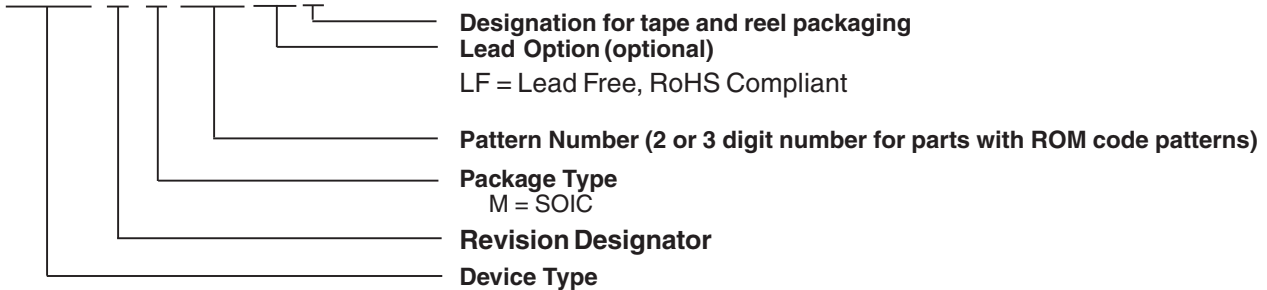 Designation for tape and reel packaging
Lead Option (optional)
LF = Lead Free, RoHS Compliant
Pattern Number (2 or 3 digit number for parts with ROM code patterns)
Package Type
M = SOIC
Revision Designator
Device Type